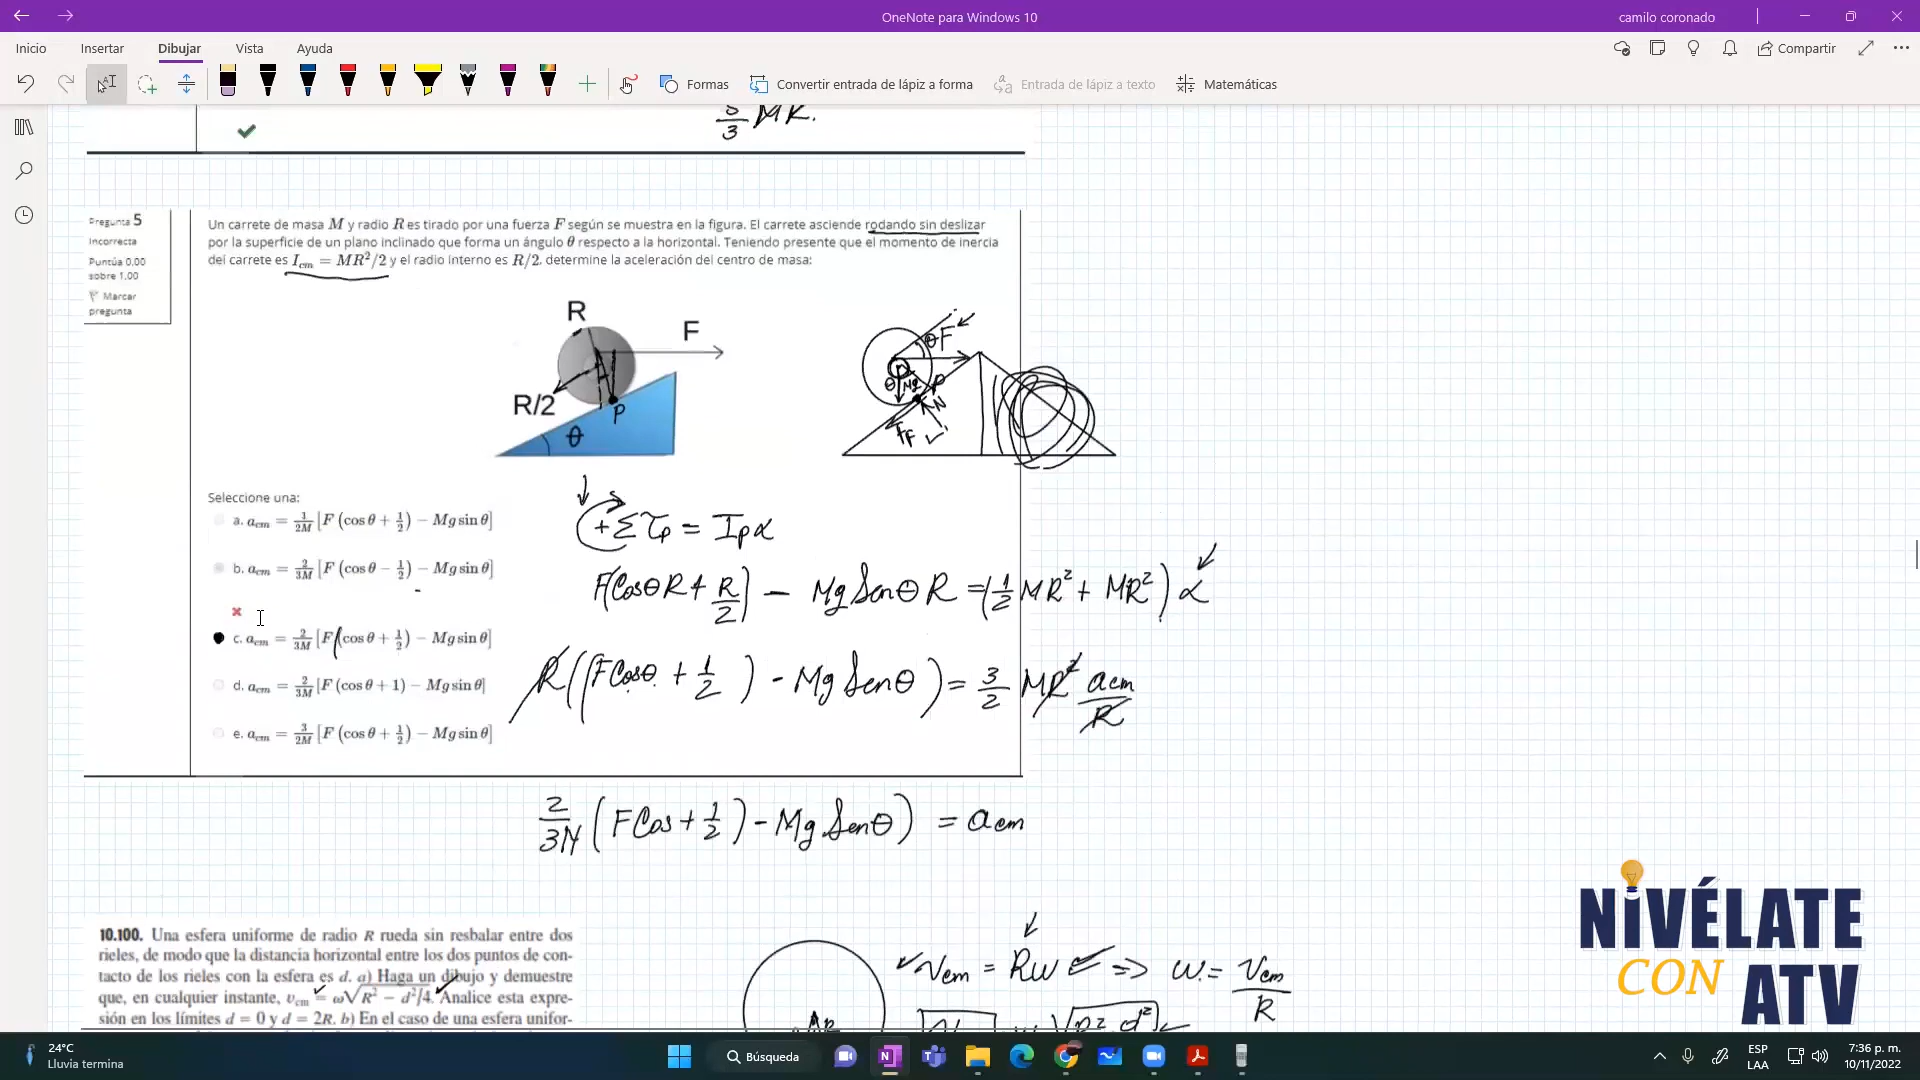 OneNote para Windows 10
camilo coronado
Inicio Insertar Dibujar Vista Ayuda
Compartir
Formas Convertir entrada de lápiz a forma Entrada de lápiz a texto Matemáticas
MR.
3
Pregunta 5
Incorrecta
Puntúa 0,00
sobre 1,00
Marcar
pregunta
Un carrete de masa M y radio R es tirado por una fuerza F según se muestra en la figura. El carrete asciende rodando sin deslizar
por la superficie de un plano inclinado que forma un ángulo θ respecto a la horizontal. Teniendo presente que el momento de inercia
del carrete es I_cm = MR²/2 y el radio interno es R/2, determine la aceleración del centro de masa:
R
F
R/2
P
θ
θ F
θ Mg P
N
FF
Seleccione una:
a. a_cm = 1/2M [F (cos θ + 1/2) − Mg sin θ]
b. a_cm = 2/3M [F (cos θ − 1/2) − Mg sin θ]
c. a_cm = 2/3M [F (cos θ + 1/2) − Mg sin θ]
d. a_cm = 2/3M [F (cos θ + 1) − Mg sin θ]
e. a_cm = 3/2M [F (cos θ + 1/2) − Mg sin θ]
+ Στp = Ipα
F(Cosθ R + R/2) − Mg Senθ R = (1/2 MR² + MR²) α
R((FCosθ + 1/2) − Mg Senθ) = 3/2 MR² acm/R
2/3M (FCos + 1/2) − Mg Senθ) = acm
10.100. Una esfera uniforme de radio R rueda sin resbalar entre dos
rieles, de modo que la distancia horizontal entre los dos puntos de con-
tacto de los rieles con la esfera es d. a) Haga un dibujo y demuestre
que, en cualquier instante, v_cm = ω√R² − d²/4. Analice esta expre-
sión en los límites d = 0 y d = 2R. b) En el caso de una esfera unifor-
Vcm = Rω => ω = Vcm/R
NIVÉLATE
CON
ATV
24°C
Lluvia termina
Búsqueda
ESP
LAA
7:36 p. m.
10/11/2022